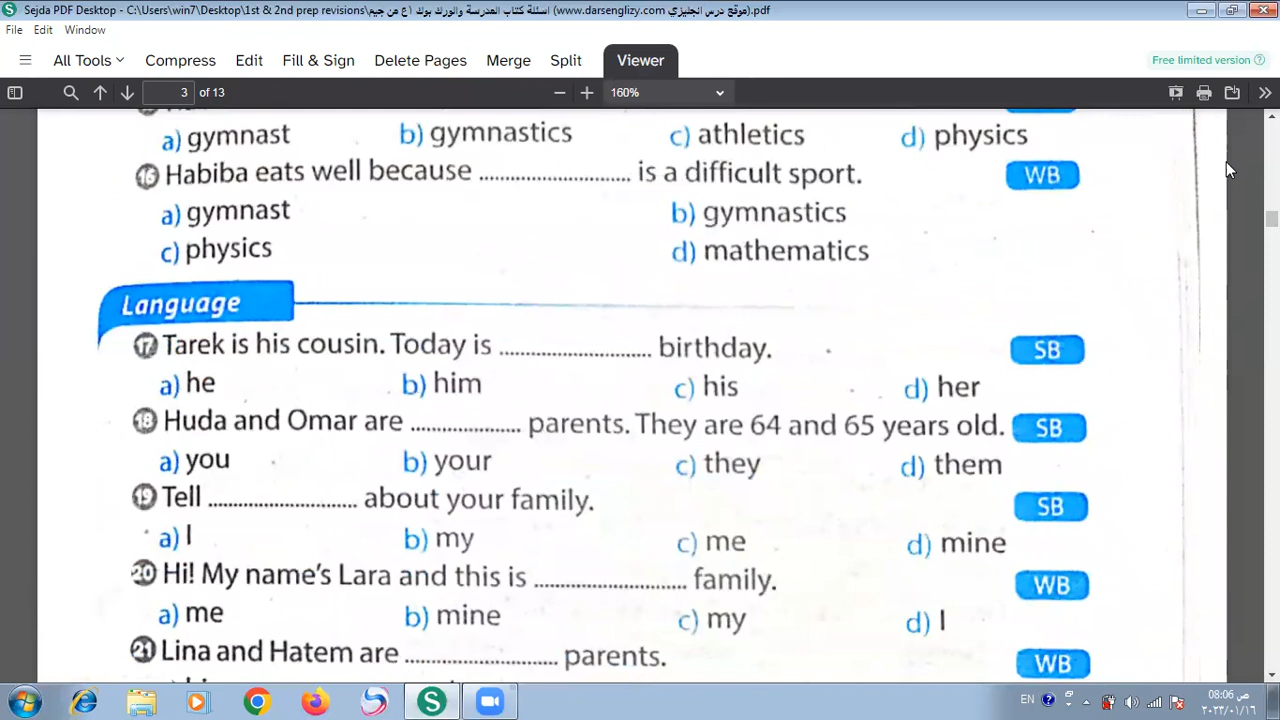 Sejda PDF Desktop - C:\Users\win7\Desktop\1st & 2nd prep revisions\اسئلة كتاب المدرسة والورك بوك ١ع من جيم (www.darsenglizy.com موقع درس انجليزي).pdf
File Edit Window
All Tools Compress Edit Fill & Sign Delete Pages Merge Split Viewer Free limited version
3 of 13 160%
a) gymnast b) gymnastics c) athletics d) physics
16 Habiba eats well because .............................. is a difficult sport. WB
a) gymnast b) gymnastics
c) physics d) mathematics
Language
17 Tarek is his cousin. Today is .............................. birthday. SB
a) he b) him c) his d) her
18 Huda and Omar are ...................... parents. They are 64 and 65 years old. SB
a) you b) your c) they d) them
19 Tell .............................. about your family. SB
a) I b) my c) me d) mine
20 Hi! My name's Lara and this is .............................. family. WB
a) me b) mine c) my d) I
21 Lina and Hatem are .............................. parents. WB
EN
08:06 ص
٢٠٢٣/٠١/١٦